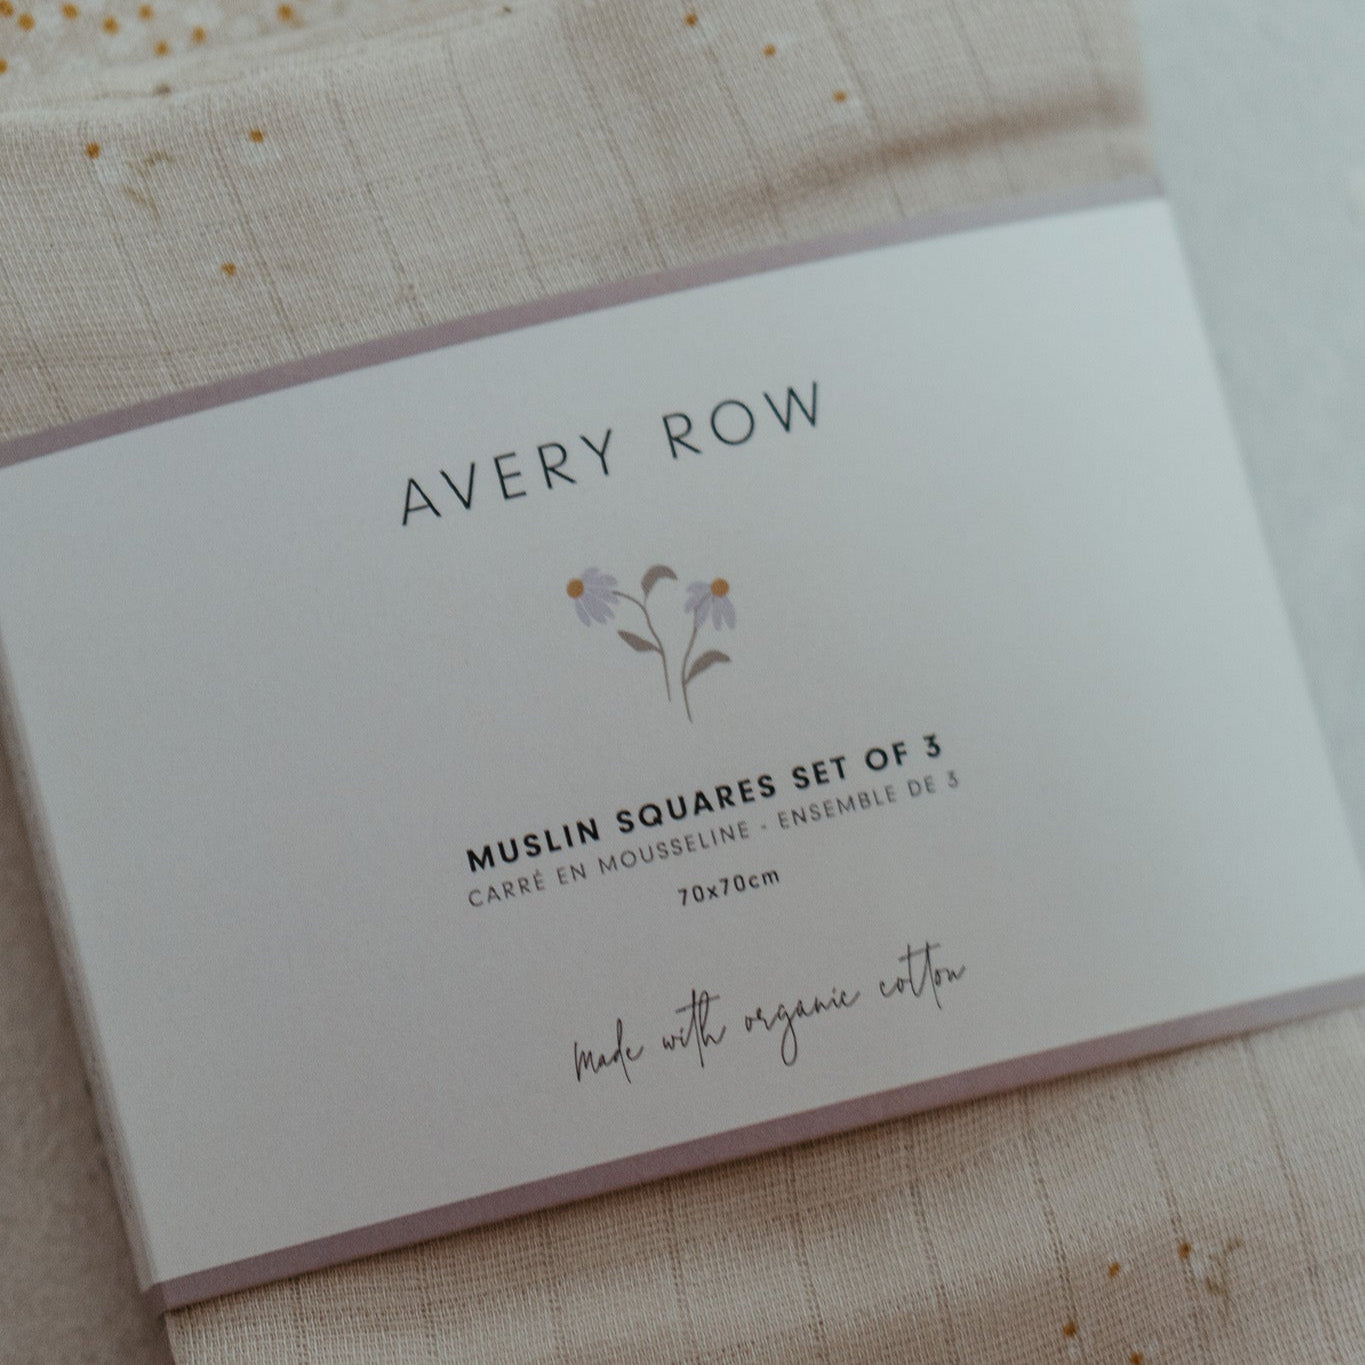 AVERY ROW
MUSLIN SQUARES SET OF 3
CARRÉ EN MOUSSELINE - ENSEMBLE DE 3
70x70cm
made with organic cotton